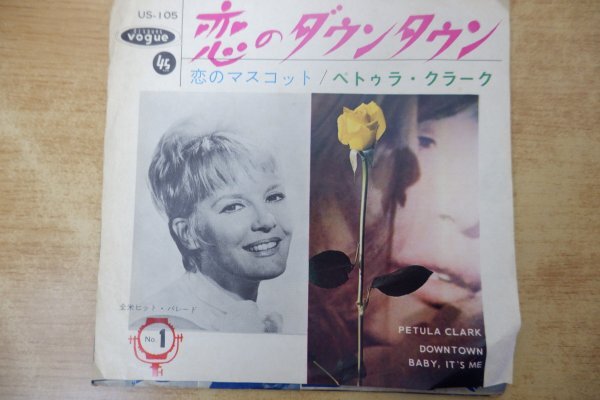 US-105
DISQUES
vogue
45
恋のダウンタウン
恋のマスコット/ペトゥラ・クラーク
全米ヒット・パレード
No. 1
PETULA CLARK
DOWNTOWN
BABY, IT'S ME